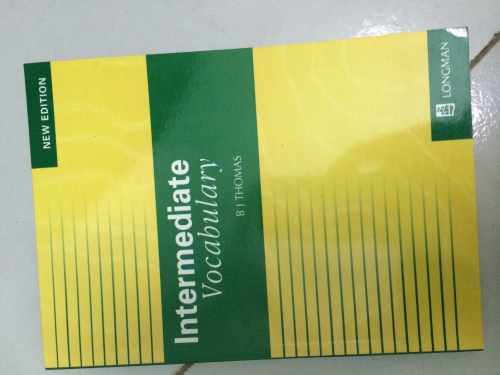 NEW EDITION
Intermediate
Vocabulary
B J THOMAS
LONGMAN